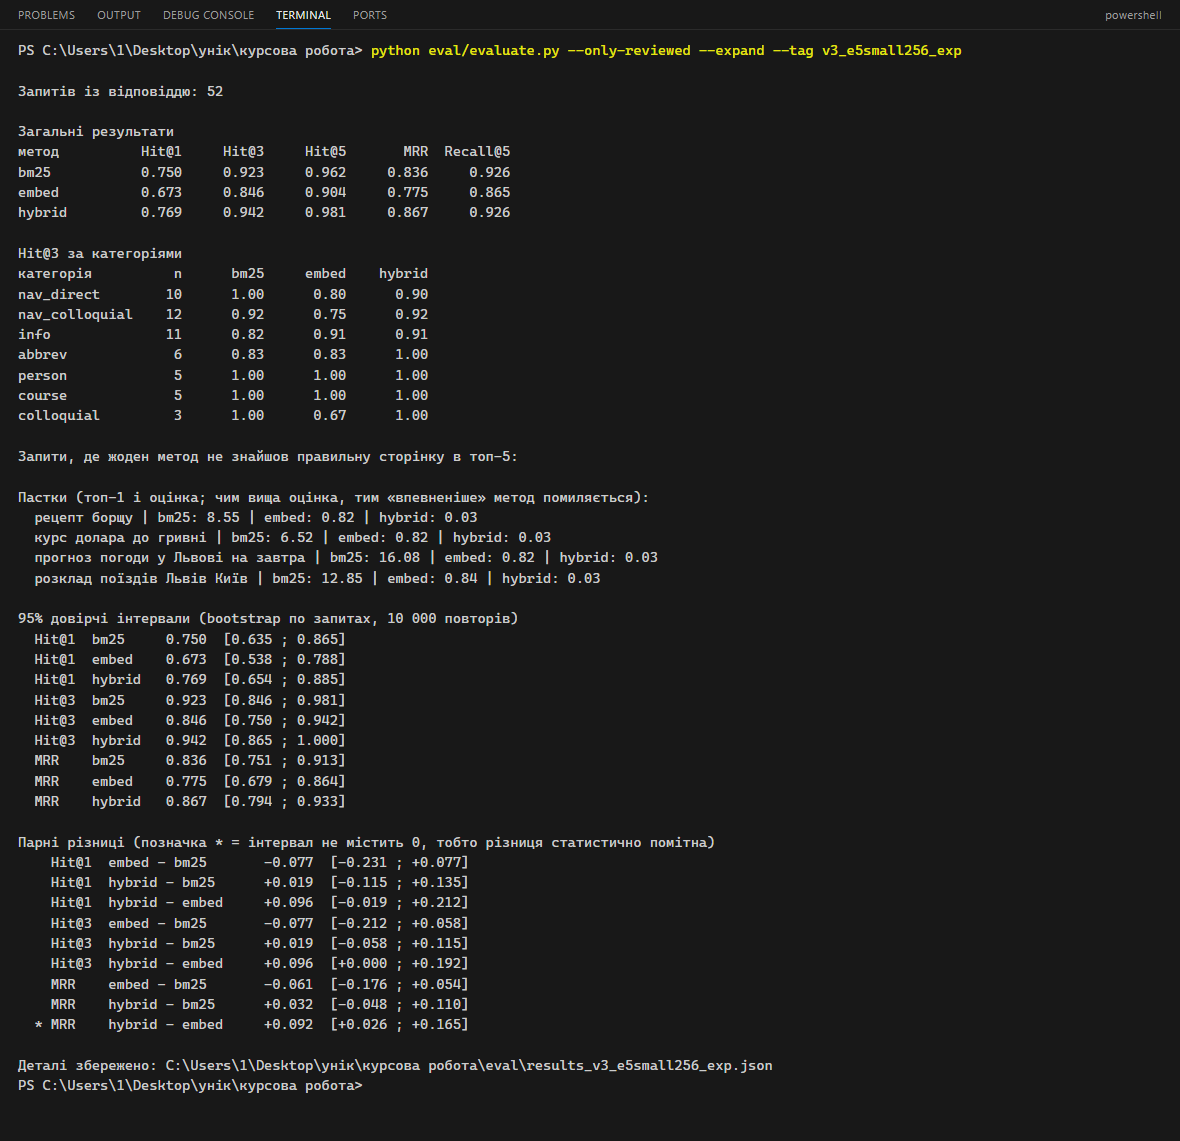 PROBLEMS OUTPUT DEBUG CONSOLE TERMINAL PORTS powershell
PS C:\Users\1\Desktop\унік\курсова робота> python eval/evaluate.py --only-reviewed --expand --tag v3_e5small256_exp
Запитів із відповіддю: 52
Загальні результати
метод Hit@1 Hit@3 Hit@5 MRR Recall@5
bm25 0.750 0.923 0.962 0.836 0.926
embed 0.673 0.846 0.904 0.775 0.865
hybrid 0.769 0.942 0.981 0.867 0.926
Hit@3 за категоріями
категорія n bm25 embed hybrid
nav_direct 10 1.00 0.80 0.90
nav_colloquial 12 0.92 0.75 0.92
info 11 0.82 0.91 0.91
abbrev 6 0.83 0.83 1.00
person 5 1.00 1.00 1.00
course 5 1.00 1.00 1.00
colloquial 3 1.00 0.67 1.00
Запити, де жоден метод не знайшов правильну сторінку в топ-5:
Пастки (топ-1 і оцінка; чим вища оцінка, тим «впевненіше» метод помиляється):
рецепт борщу | bm25: 8.55 | embed: 0.82 | hybrid: 0.03
курс долара до гривні | bm25: 6.52 | embed: 0.82 | hybrid: 0.03
прогноз погоди у Львові на завтра | bm25: 16.08 | embed: 0.82 | hybrid: 0.03
розклад поїздів Львів Київ | bm25: 12.85 | embed: 0.84 | hybrid: 0.03
95% довірчі інтервали (bootstrap по запитах, 10 000 повторів)
Hit@1 bm25 0.750 [0.635 ; 0.865]
Hit@1 embed 0.673 [0.538 ; 0.788]
Hit@1 hybrid 0.769 [0.654 ; 0.885]
Hit@3 bm25 0.923 [0.846 ; 0.981]
Hit@3 embed 0.846 [0.750 ; 0.942]
Hit@3 hybrid 0.942 [0.865 ; 1.000]
MRR bm25 0.836 [0.751 ; 0.913]
MRR embed 0.775 [0.679 ; 0.864]
MRR hybrid 0.867 [0.794 ; 0.933]
Парні різниці (позначка * = інтервал не містить 0, тобто різниця статистично помітна)
Hit@1 embed - bm25 -0.077 [-0.231 ; +0.077]
Hit@1 hybrid - bm25 +0.019 [-0.115 ; +0.135]
Hit@1 hybrid - embed +0.096 [-0.019 ; +0.212]
Hit@3 embed - bm25 -0.077 [-0.212 ; +0.058]
Hit@3 hybrid - bm25 +0.019 [-0.058 ; +0.115]
Hit@3 hybrid - embed +0.096 [+0.000 ; +0.192]
MRR embed - bm25 -0.061 [-0.176 ; +0.054]
MRR hybrid - bm25 +0.032 [-0.048 ; +0.110]
* MRR hybrid - embed +0.092 [+0.026 ; +0.165]
Деталі збережено: C:\Users\1\Desktop\унік\курсова робота\eval\results_v3_e5small256_exp.json
PS C:\Users\1\Desktop\унік\курсова робота>